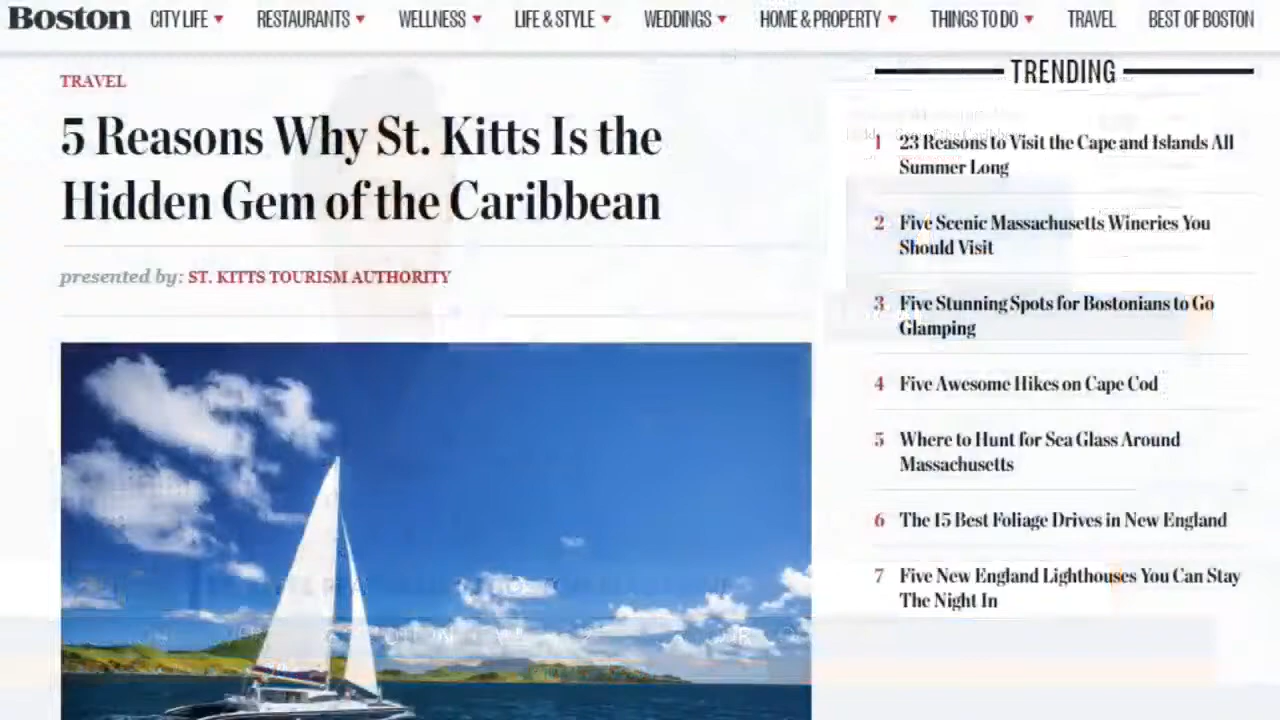 Boston CITY LIFE RESTAURANTS WELLNESS LIFE & STYLE WEDDINGS HOME & PROPERTY THINGS TO DO TRAVEL BEST OF BOSTON
TRAVEL
5 Reasons Why St. Kitts Is the
Hidden Gem of the Caribbean
presented by: ST. KITTS TOURISM AUTHORITY
TRENDING
1 23 Reasons to Visit the Cape and Islands All
Summer Long
2 Five Scenic Massachusetts Wineries You
Should Visit
3 Five Stunning Spots for Bostonians to Go
Glamping
4 Five Awesome Hikes on Cape Cod
5 Where to Hunt for Sea Glass Around
Massachusetts
6 The 15 Best Foliage Drives in New England
7 Five New England Lighthouses You Can Stay
The Night In